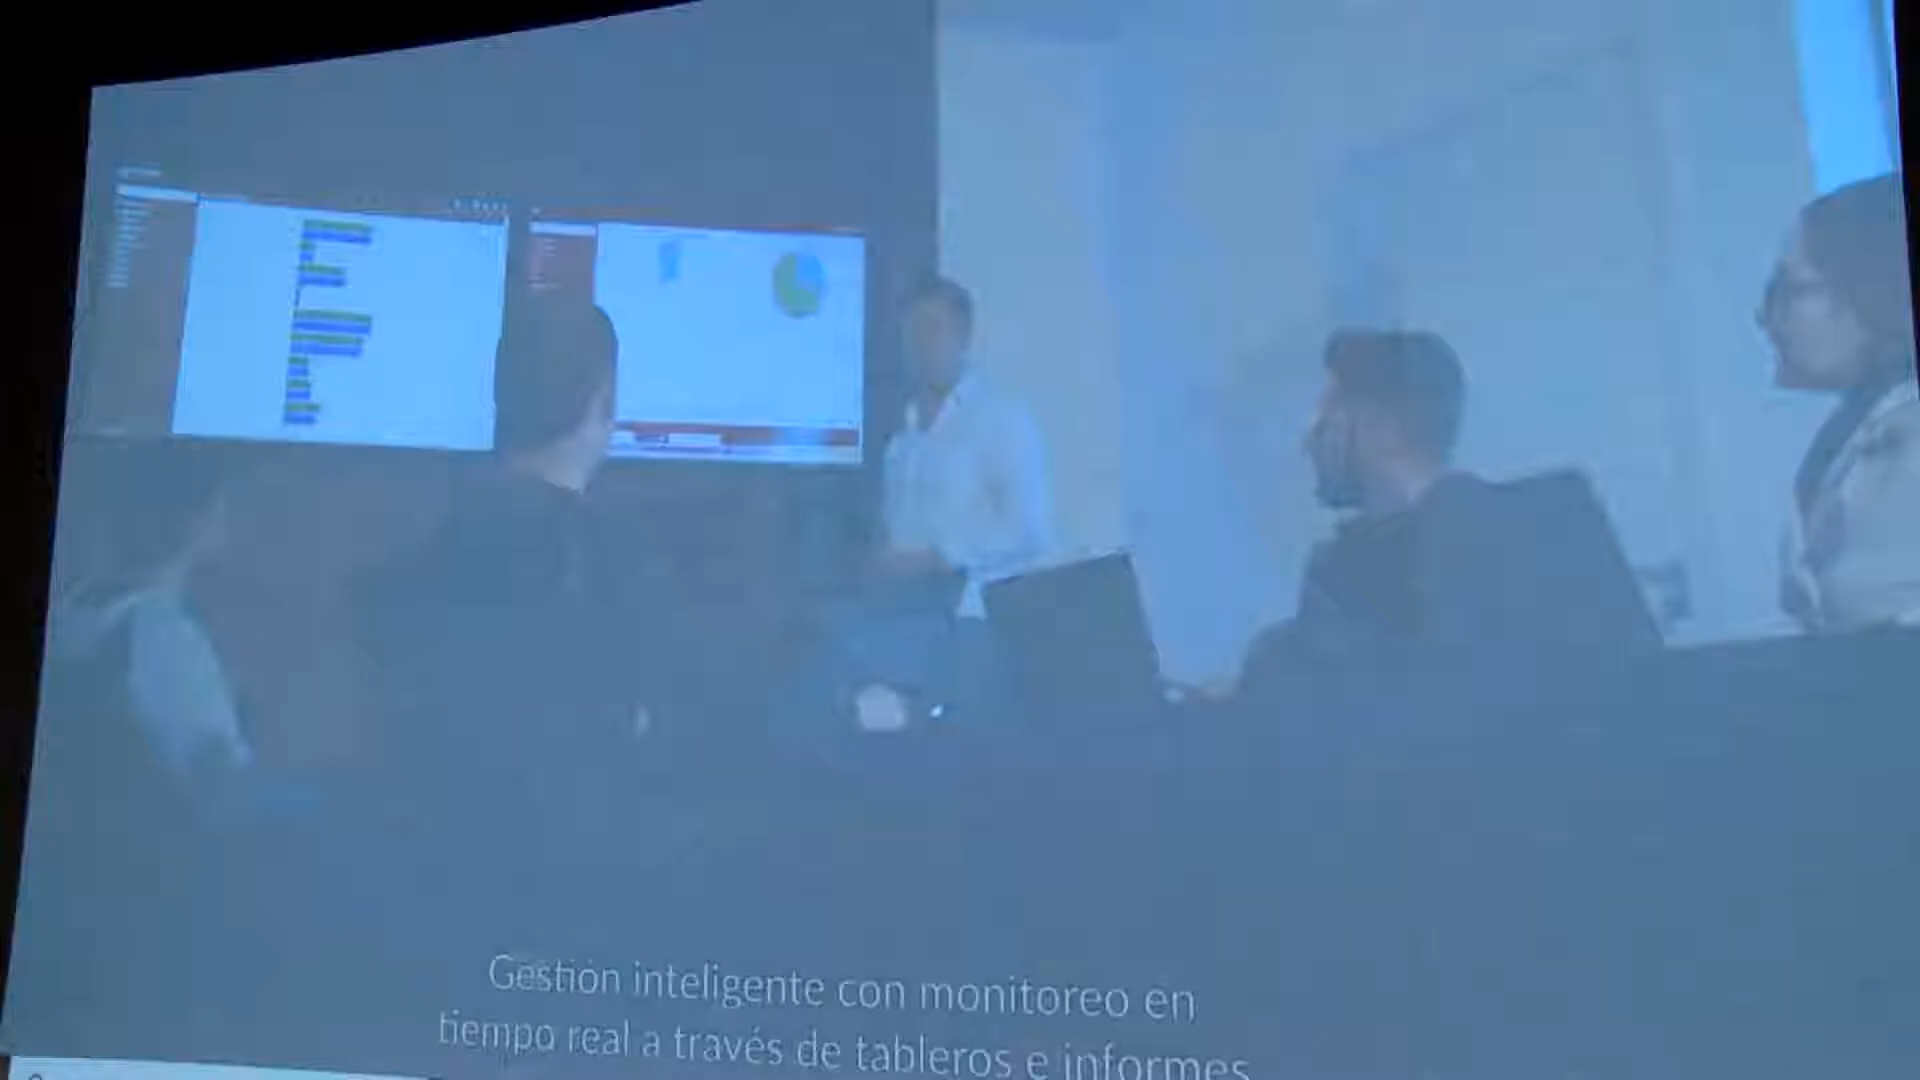 Gestión inteligente con monitoreo en
tiempo real a través de tableros e informes